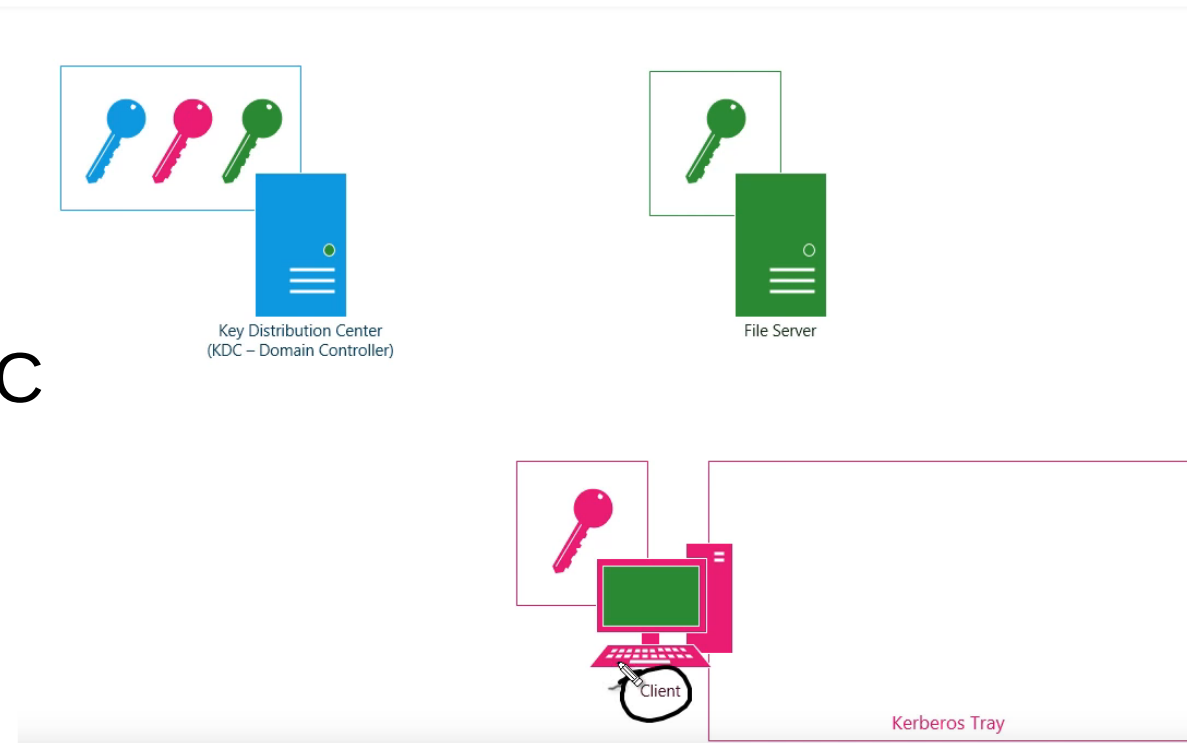 Key Distribution Center
(KDC – Domain Controller)
File Server
C
Client
Kerberos Tray